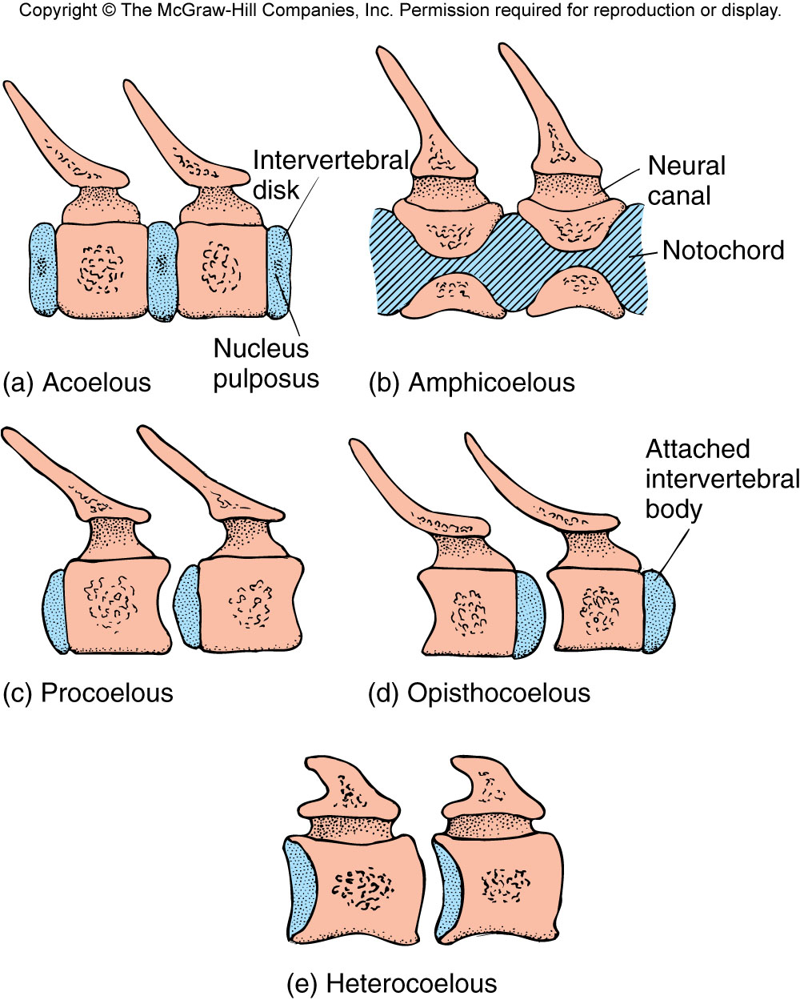 Copyright © The McGraw-Hill Companies, Inc. Permission required for reproduction or display.
Intervertebral
disk
Neural
canal
Notochord
Nucleus
pulposus
(a) Acoelous
(b) Amphicoelous
Attached
intervertebral
body
(c) Procoelous
(d) Opisthocoelous
(e) Heterocoelous